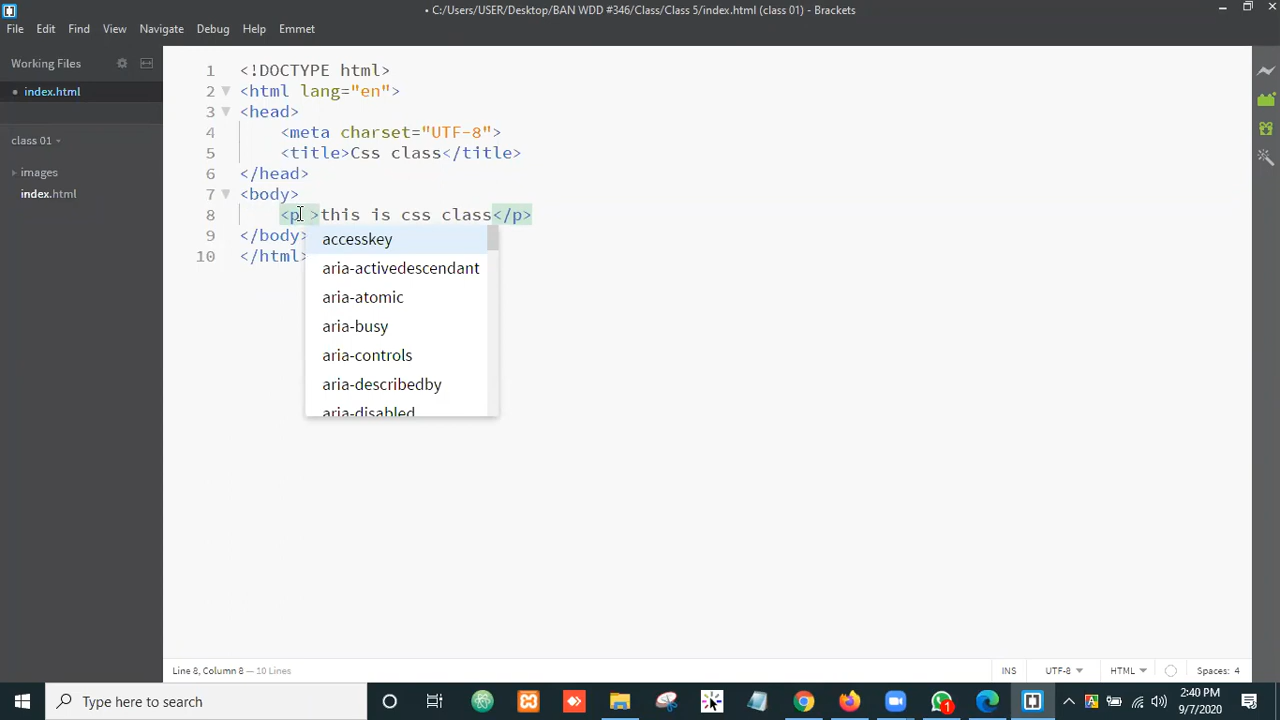 • C:/Users/USER/Desktop/BAN WDD #346/Class/Class 5/index.html (class 01) - Brackets
File Edit Find View Navigate Debug Help Emmet
Working Files
index.html
class 01
images
index.html
1 <!DOCTYPE html>
2 <html lang="en">
3 <head>
4 <meta charset="UTF-8">
5 <title>Css class</title>
6 </head>
7 <body>
8 <p >this is css class</p>
9 </body>
10 </html>
accesskey
aria-activedescendant
aria-atomic
aria-busy
aria-controls
aria-describedby
aria-disabled
Line 8, Column 8 — 10 Lines
INS UTF-8 HTML Spaces: 4
Type here to search
1
2:40 PM
9/7/2020